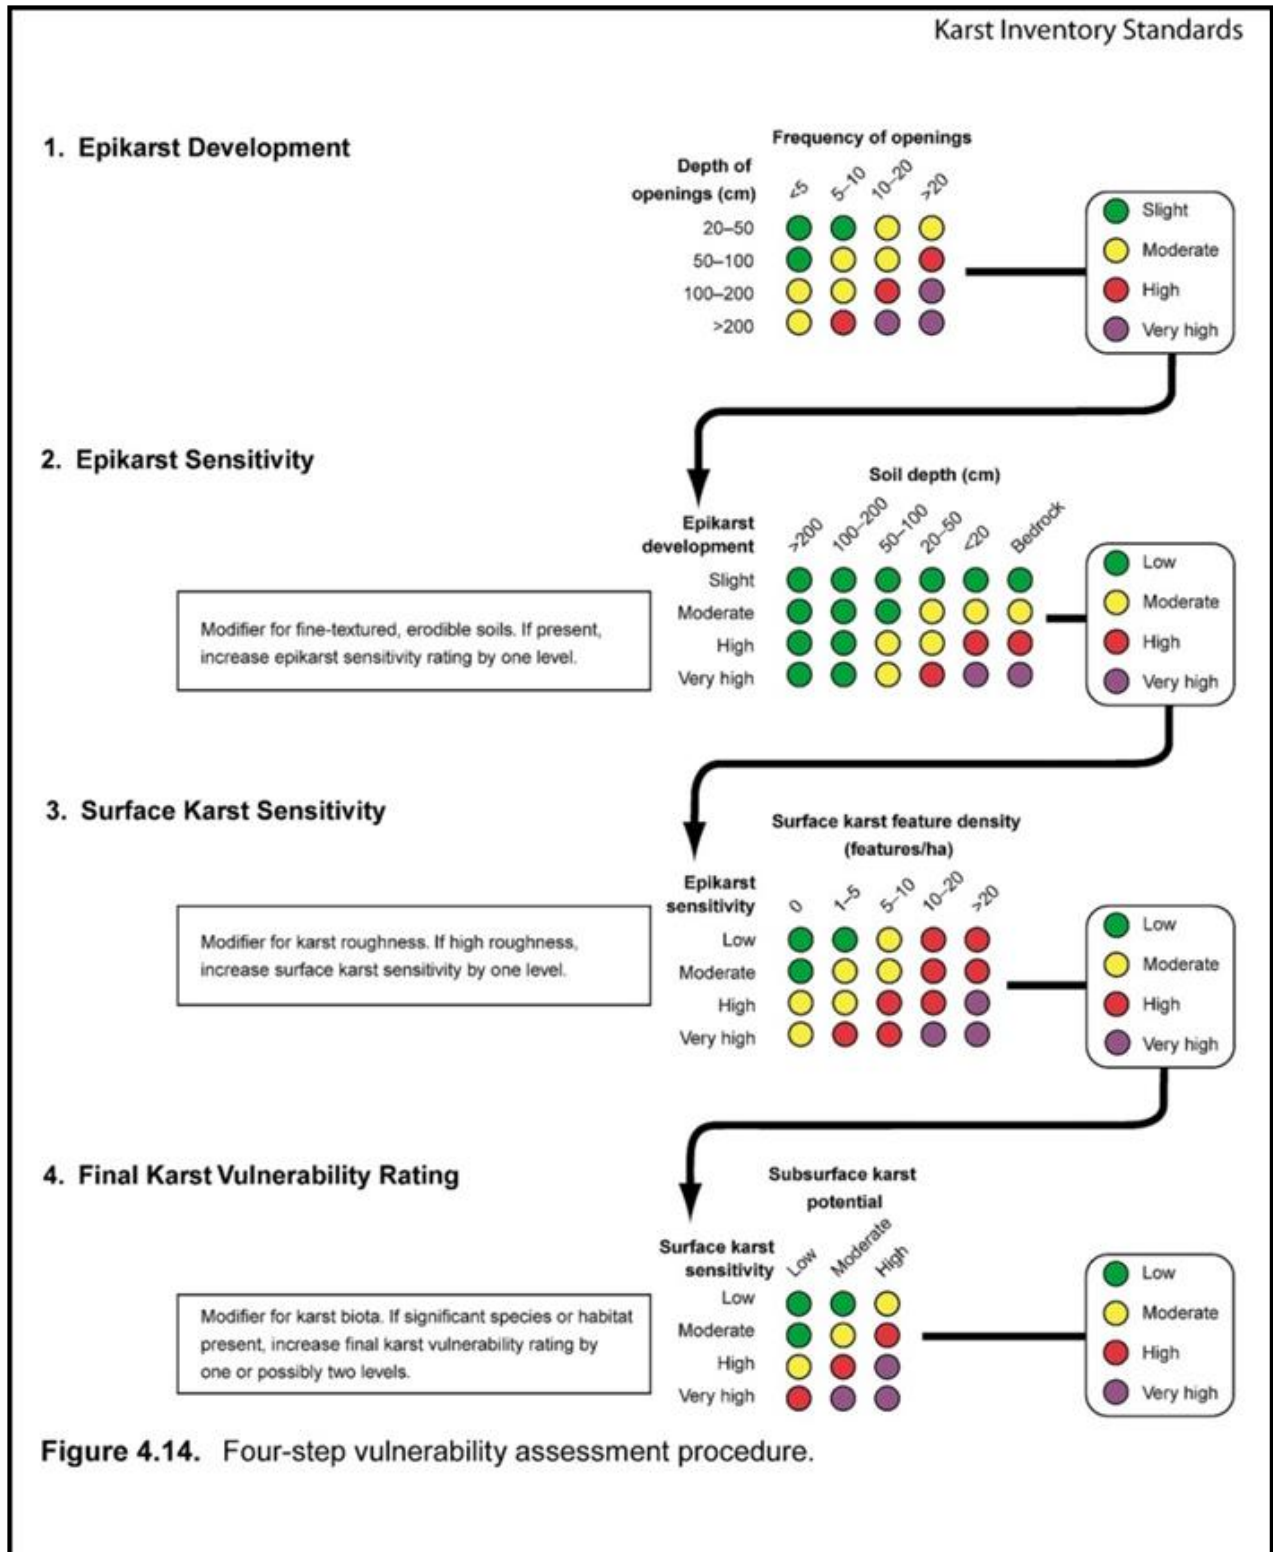 Karst Inventory Standards
1. Epikarst Development
Frequency of openings
Depth of
openings (cm)
<5 5–10 10–20 >20
20–50
50–100
100–200
>200
Slight
Moderate
High
Very high
2. Epikarst Sensitivity
Soil depth (cm)
Epikarst
development
>200 100–200 50–100 20–50 <20 Bedrock
Slight
Moderate
High
Very high
Low
Moderate
High
Very high
Modifier for fine-textured, erodible soils. If present,
increase epikarst sensitivity rating by one level.
3. Surface Karst Sensitivity
Surface karst feature density
(features/ha)
Epikarst
sensitivity
0 1–5 5–10 10–20 >20
Low
Moderate
High
Very high
Low
Moderate
High
Very high
Modifier for karst roughness. If high roughness,
increase surface karst sensitivity by one level.
4. Final Karst Vulnerability Rating
Subsurface karst
potential
Surface karst
sensitivity
Low Moderate High
Low
Moderate
High
Very high
Low
Moderate
High
Very high
Modifier for karst biota. If significant species or habitat
present, increase final karst vulnerability rating by
one or possibly two levels.
Figure 4.14. Four-step vulnerability assessment procedure.